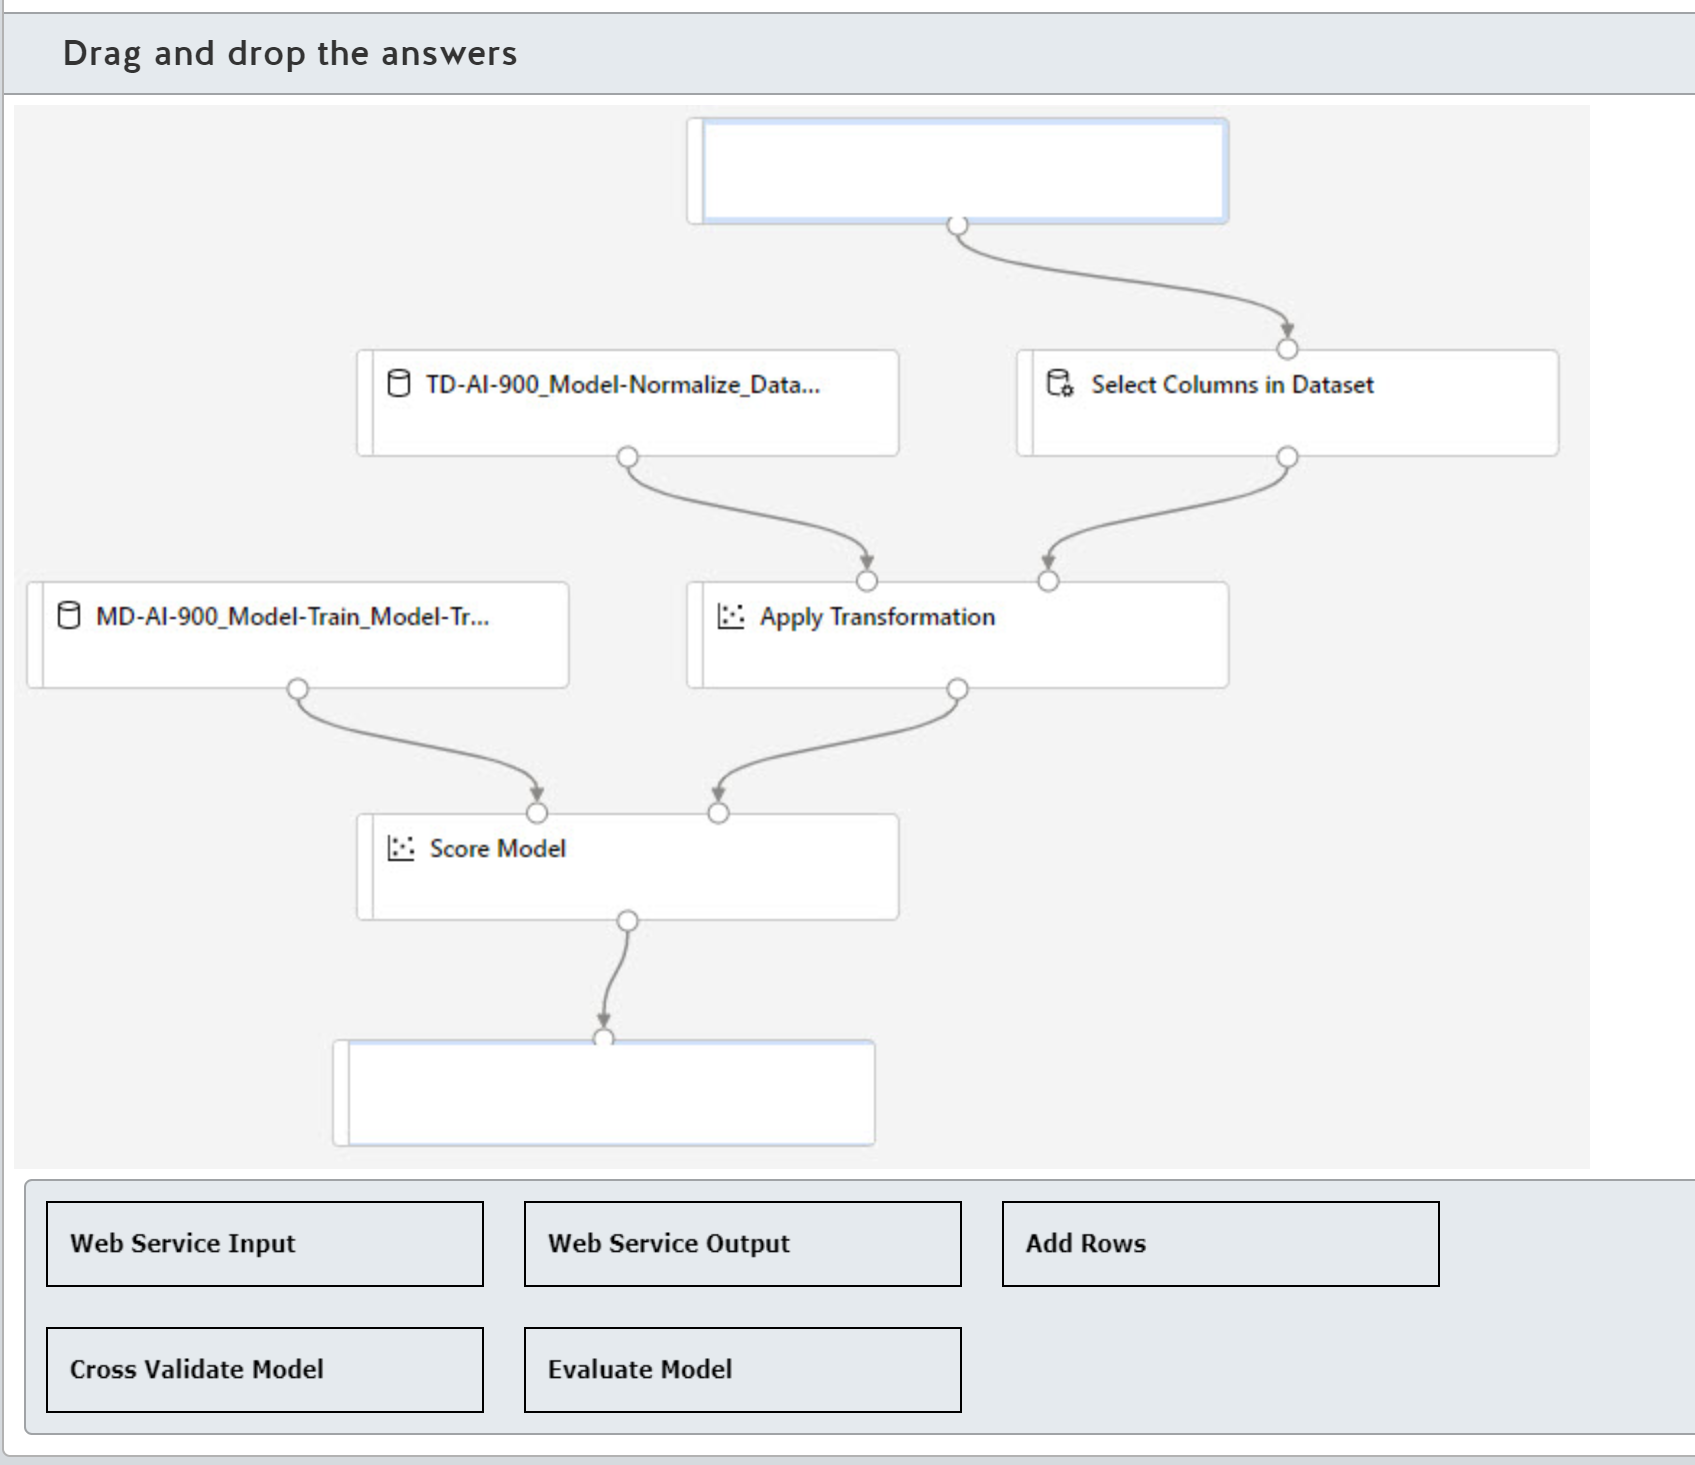 Drag and drop the answers
TD-AI-900_Model-Normalize_Data...
Select Columns in Dataset
MD-AI-900_Model-Train_Model-Tr...
Apply Transformation
Score Model
Web Service Input
Web Service Output
Add Rows
Cross Validate Model
Evaluate Model